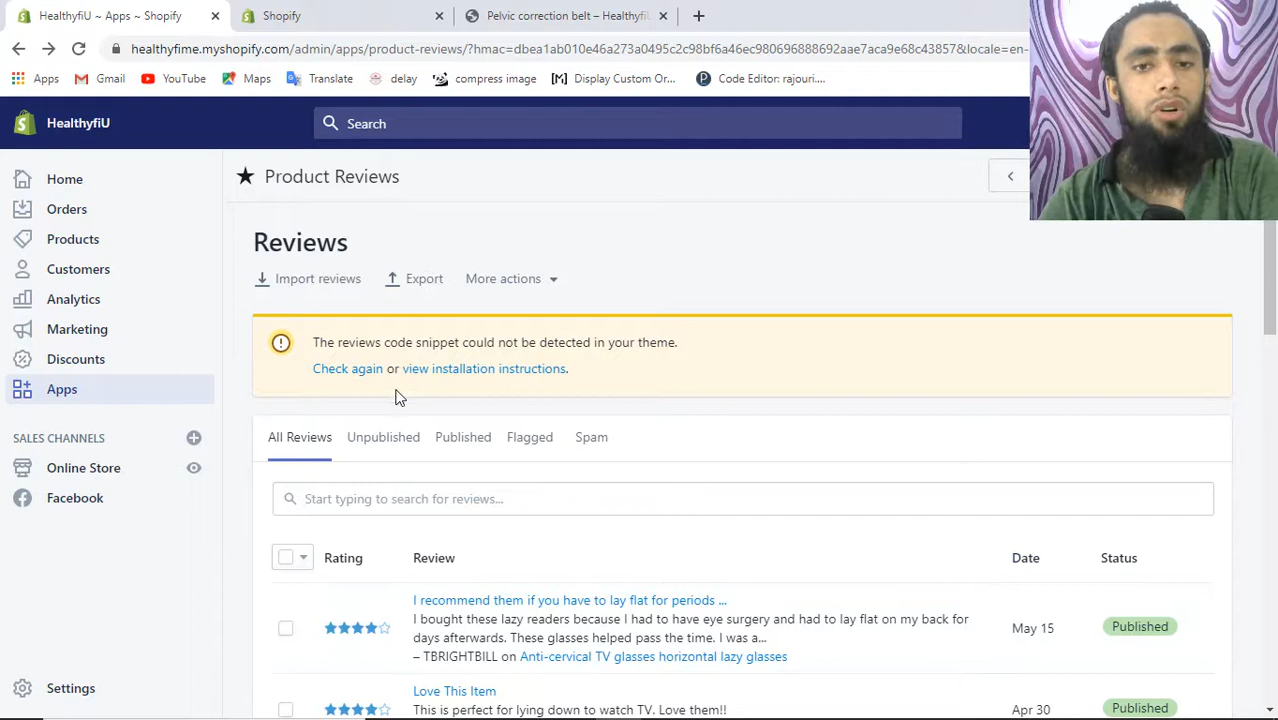 HealthyfiU ~ Apps ~ Shopify
Shopify
Pelvic correction belt – Healthyfi
healthyfime.myshopify.com/admin/apps/product-reviews/?hmac=dbea1ab010e46a273a0495c2c98bf6a46ec980696888692aae7aca9e68c43857&locale=en-
Apps
Gmail
YouTube
Maps
Translate
delay
compress image
Display Custom Or...
Code Editor: rajouri....
HealthyfiU
Search
Home
Orders
Products
Customers
Analytics
Marketing
Discounts
Apps
SALES CHANNELS
Online Store
Facebook
Settings
Product Reviews
Reviews
Import reviews
Export
More actions
The reviews code snippet could not be detected in your theme.
Check again or view installation instructions.
All Reviews
Unpublished
Published
Flagged
Spam
Start typing to search for reviews...
Rating
Review
Date
Status
I recommend them if you have to lay flat for periods ...
I bought these lazy readers because I had to have eye surgery and had to lay flat on my back for
days afterwards. These glasses helped pass the time. I was a...
– TBRIGHTBILL on Anti-cervical TV glasses horizontal lazy glasses
May 15
Published
Love This Item
This is perfect for lying down to watch TV. Love them!!
Apr 30
Published